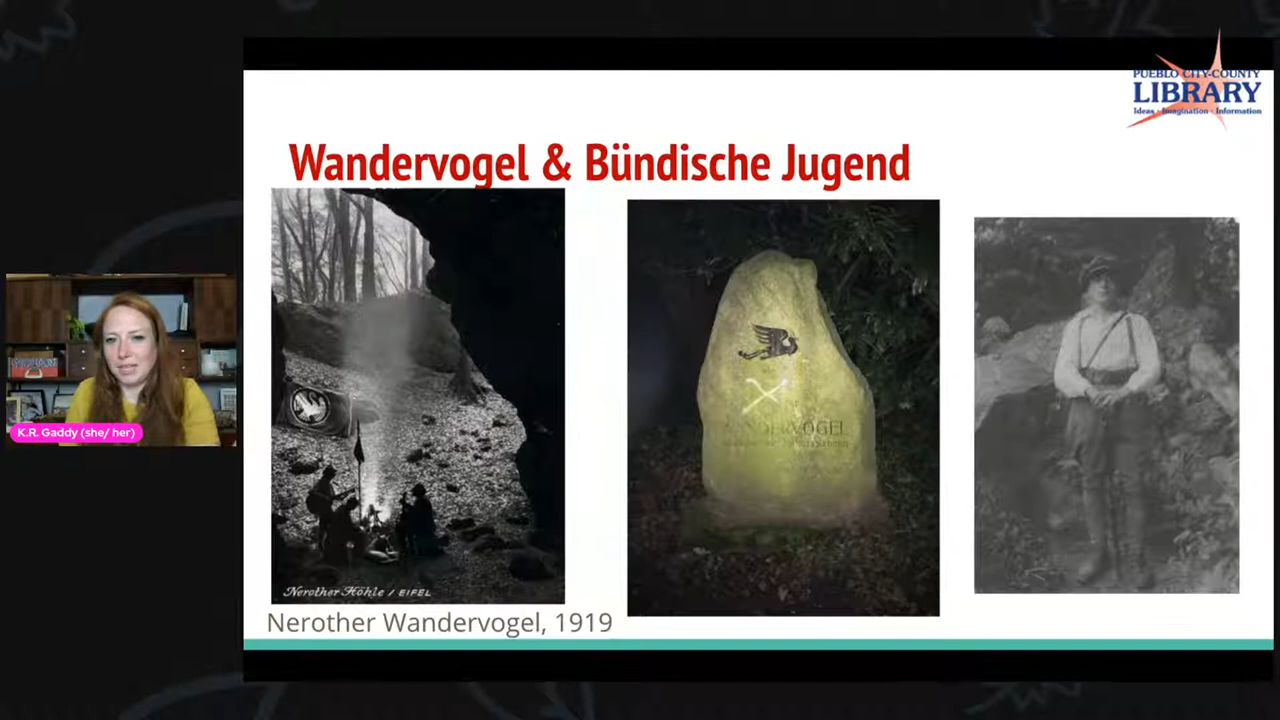 PUEBLO CITY-COUNTY
LIBRARY
Ideas · Imagination · Information
Wandervogel & Bündische Jugend
K.R. Gaddy (she/ her)
VOGEL
Nerother Höhle / EIFEL
Nerother Wandervogel, 1919